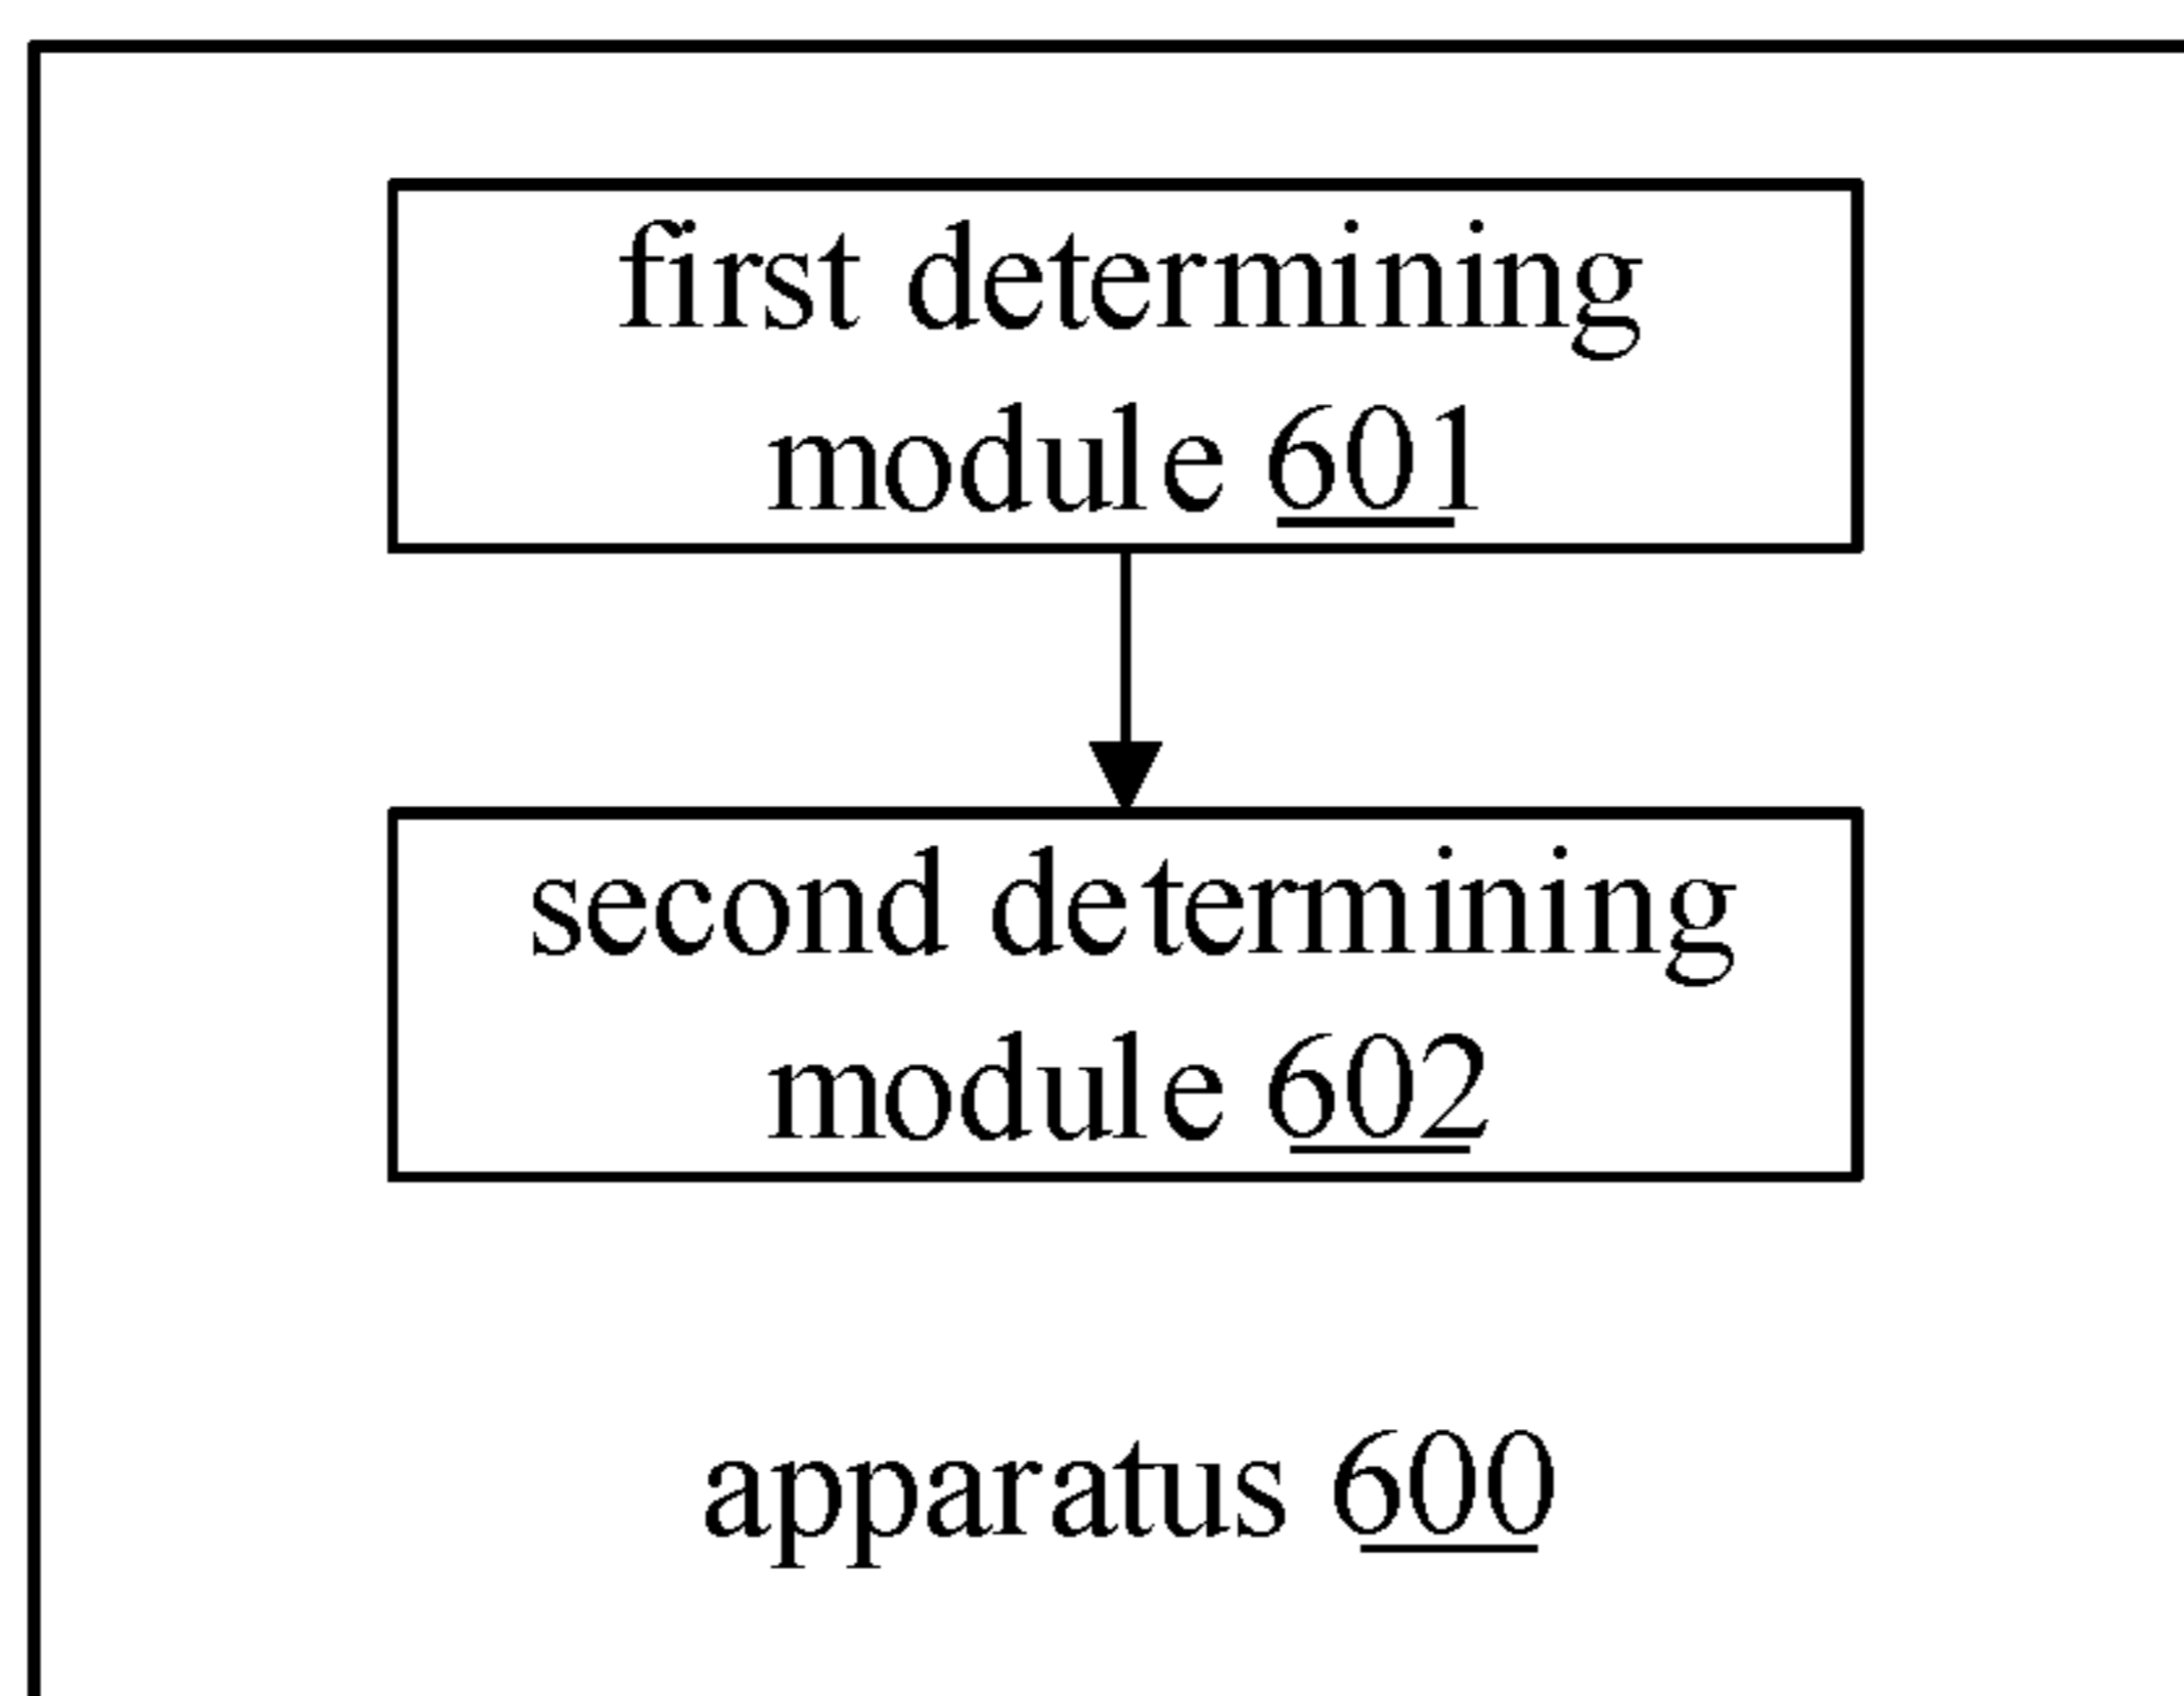 first determining
module 601
second determining
module 602
apparatus 600